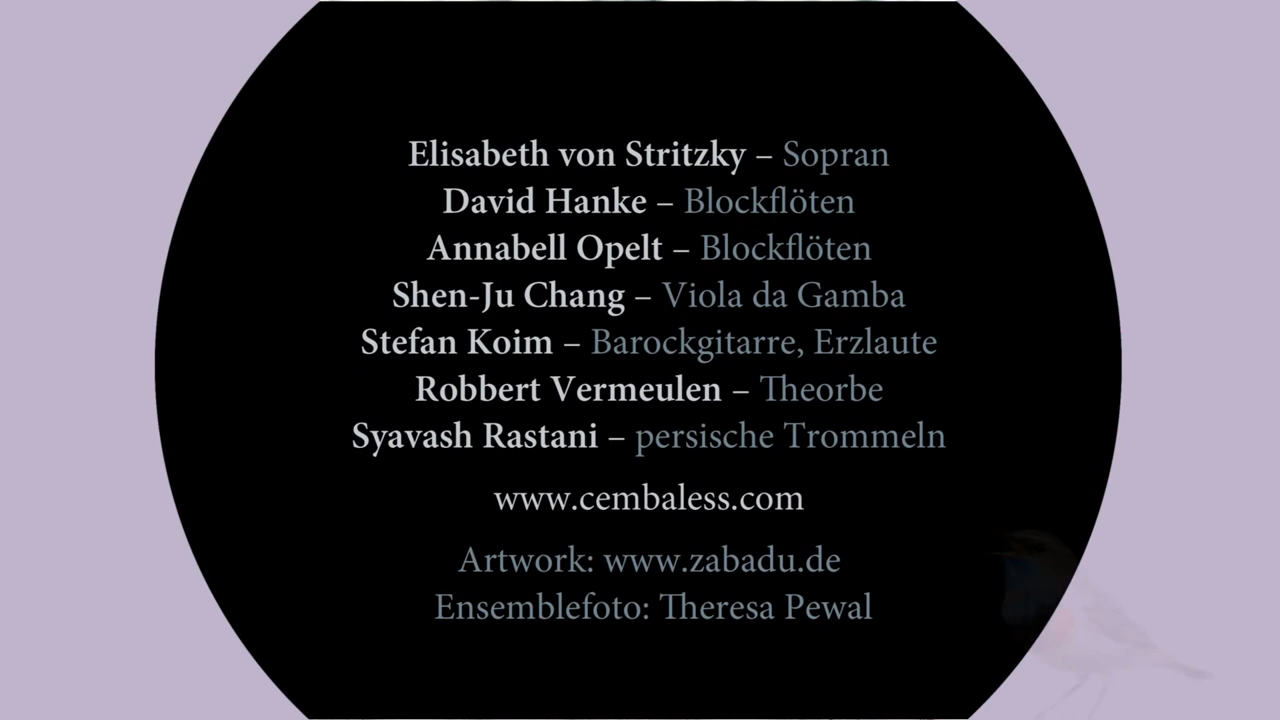 Elisabeth von Stritzky – Sopran
David Hanke – Blockflöten
Annabell Opelt – Blockflöten
Shen-Ju Chang – Viola da Gamba
Stefan Koim – Barockgitarre, Erzlaute
Robbert Vermeulen – Theorbe
Syavash Rastani – persische Trommeln
www.cembaless.com
Artwork: www.zabadu.de
Ensemblefoto: Theresa Pewal